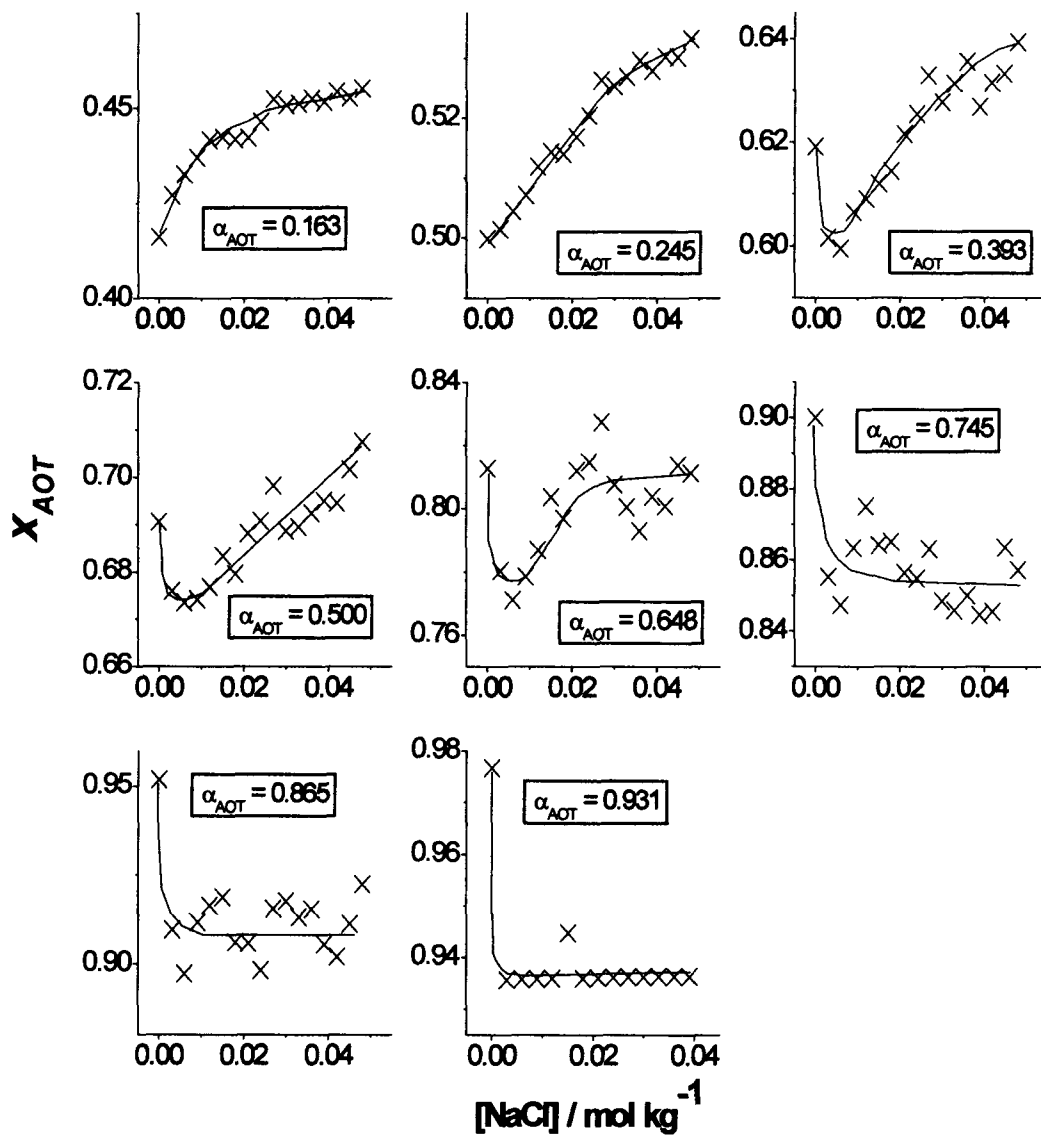 0.45
0.40
α_AOT = 0.163
0.00 0.02 0.04
0.52
0.50
α_AOT = 0.245
0.00 0.02 0.04
0.64
0.62
0.60
α_AOT = 0.393
0.00 0.02 0.04
X_AOT
0.72
0.70
0.68
0.66
α_AOT = 0.500
0.00 0.02 0.04
0.84
0.80
0.76
α_AOT = 0.648
0.00 0.02 0.04
0.90
0.88
0.86
0.84
α_AOT = 0.745
0.00 0.02 0.04
0.95
0.90
α_AOT = 0.865
0.00 0.02 0.04
0.98
0.96
0.94
α_AOT = 0.931
0.00 0.02 0.04
[NaCl] / mol kg⁻¹